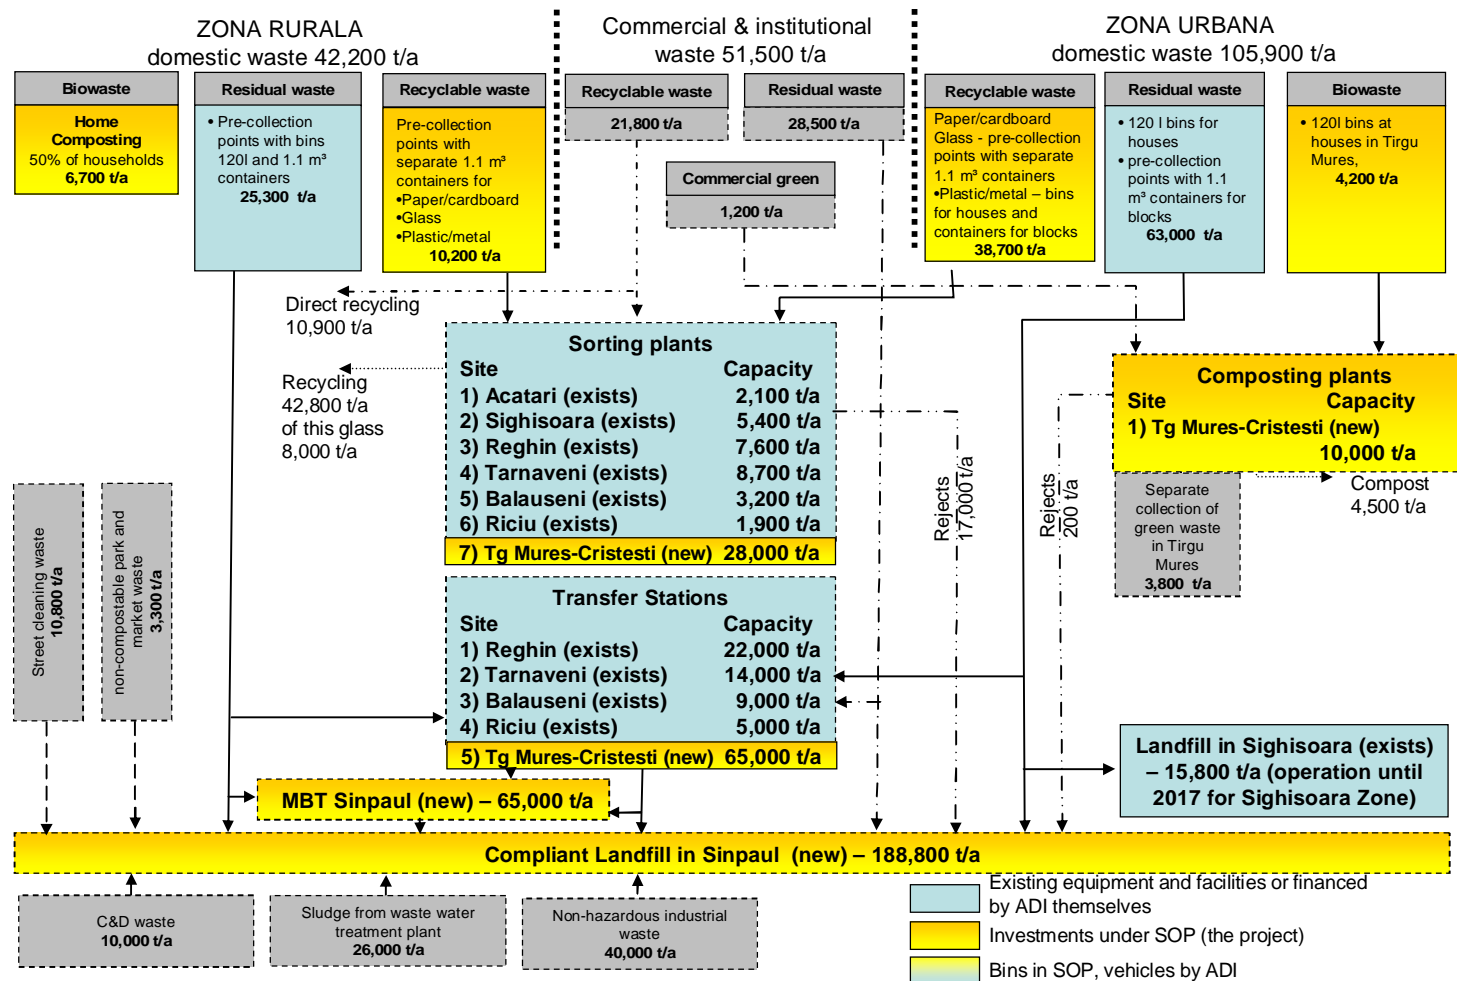 ZONA RURALA
domestic waste 42,200 t/a
Commercial & institutional
waste 51,500 t/a
ZONA URBANA
domestic waste 105,900 t/a
Biowaste
Home
Composting
50% of households
6,700 t/a
Residual waste
• Pre-collection
points with bins
120l and 1.1 m³
containers
25,300 t/a
Recyclable waste
Pre-collection
points with
separate 1.1 m³
containers for
•Paper/cardboard
•Glass
•Plastic/metal
10,200 t/a
Recyclable waste
21,800 t/a
Residual waste
28,500 t/a
Commercial green
1,200 t/a
Recyclable waste
Paper/cardboard
Glass - pre-collection
points with separate
1.1 m³ containers
•Plastic/metal – bins
for houses and
containers for blocks
38,700 t/a
Residual waste
• 120 l bins for
houses
• pre-collection
points with 1.1
m³ containers for
blocks
63,000 t/a
Biowaste
• 120l bins at
houses in Tirgu
Mures,
4,200 t/a
Direct recycling
10,900 t/a
Recycling
42,800 t/a
of this glass
8,000 t/a
Sorting plants
Site Capacity
1) Acatari (exists) 2,100 t/a
2) Sighisoara (exists) 5,400 t/a
3) Reghin (exists) 7,600 t/a
4) Tarnaveni (exists) 8,700 t/a
5) Balauseni (exists) 3,200 t/a
6) Riciu (exists) 1,900 t/a
7) Tg Mures-Cristesti (new) 28,000 t/a
Rejects
17,000 t/a
Rejects
200 t/a
Composting plants
Site Capacity
1) Tg Mures-Cristesti (new)
10,000 t/a
Separate
collection of
green waste
in Tirgu
Mures
3,800 t/a
Compost
4,500 t/a
Street cleaning waste
10,800 t/a
non-compostable park and
market waste
3,300 t/a
Transfer Stations
Site Capacity
1) Reghin (exists) 22,000 t/a
2) Tarnaveni (exists) 14,000 t/a
3) Balauseni (exists) 9,000 t/a
4) Riciu (exists) 5,000 t/a
5) Tg Mures-Cristesti (new) 65,000 t/a
MBT Sinpaul (new) – 65,000 t/a
Landfill in Sighisoara (exists)
– 15,800 t/a (operation until
2017 for Sighisoara Zone)
Compliant Landfill in Sinpaul (new) – 188,800 t/a
C&D waste
10,000 t/a
Sludge from waste water
treatment plant
26,000 t/a
Non-hazardous industrial
waste
40,000 t/a
Existing equipment and facilities or financed
by ADI themselves
Investments under SOP (the project)
Bins in SOP, vehicles by ADI